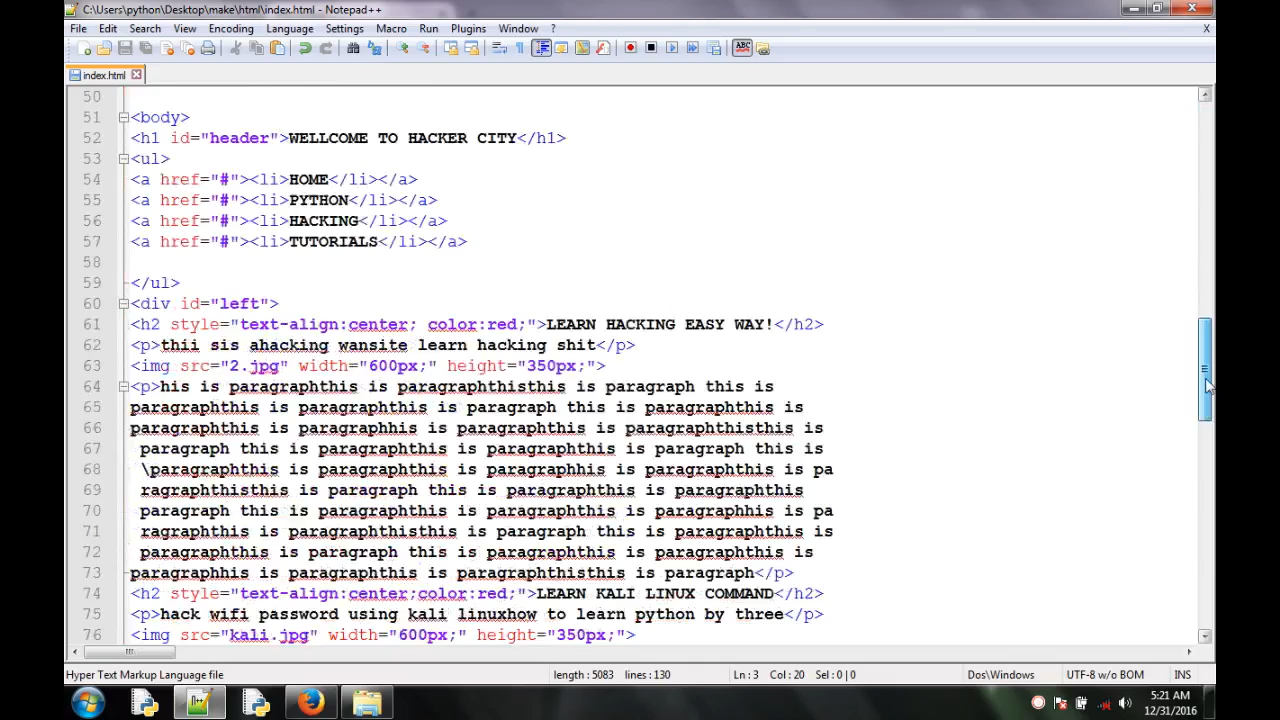 C:\Users\python\Desktop\make\html\index.html - Notepad++
File Edit Search View Encoding Language Settings Macro Run Plugins Window ? X
index.html
50
51 <body>
52 <h1 id="header">WELLCOME TO HACKER CITY</h1>
53 <ul>
54 <a href="#"><li>HOME</li></a>
55 <a href="#"><li>PYTHON</li></a>
56 <a href="#"><li>HACKING</li></a>
57 <a href="#"><li>TUTORIALS</li></a>
58
59 </ul>
60 <div id="left">
61 <h2 style="text-align:center; color:red;">LEARN HACKING EASY WAY!</h2>
62 <p>thii sis ahacking wansite learn hacking shit</p>
63 <img src="2.jpg" width="600px;" height="350px;">
64 <p>his is paragraphthis is paragraphthisthis is paragraph this is
65 paragraphthis is paragraphthis is paragraph this is paragraphthis is
66 paragraphthis is paragraphhis is paragraphthis is paragraphthisthis is
67 paragraph this is paragraphthis is paragraphthis is paragraph this is
68 \paragraphthis is paragraphthis is paragraphhis is paragraphthis is pa
69 ragraphthisthis is paragraph this is paragraphthis is paragraphthis
70 paragraph this is paragraphthis is paragraphthis is paragraphhis is pa
71 ragraphthis is paragraphthisthis is paragraph this is paragraphthis is
72 paragraphthis is paragraph this is paragraphthis is paragraphthis is
73 paragraphhis is paragraphthis is paragraphthisthis is paragraph</p>
74 <h2 style="text-align:center;color:red;">LEARN KALI LINUX COMMAND</h2>
75 <p>hack wifi password using kali linuxhow to learn python by three</p>
76 <img src="kali.jpg" width="600px;" height="350px;">
Hyper Text Markup Language file length : 5083 lines : 130 Ln : 3 Col : 20 Sel : 0 | 0 Dos\Windows UTF-8 w/o BOM INS
5:21 AM
12/31/2016